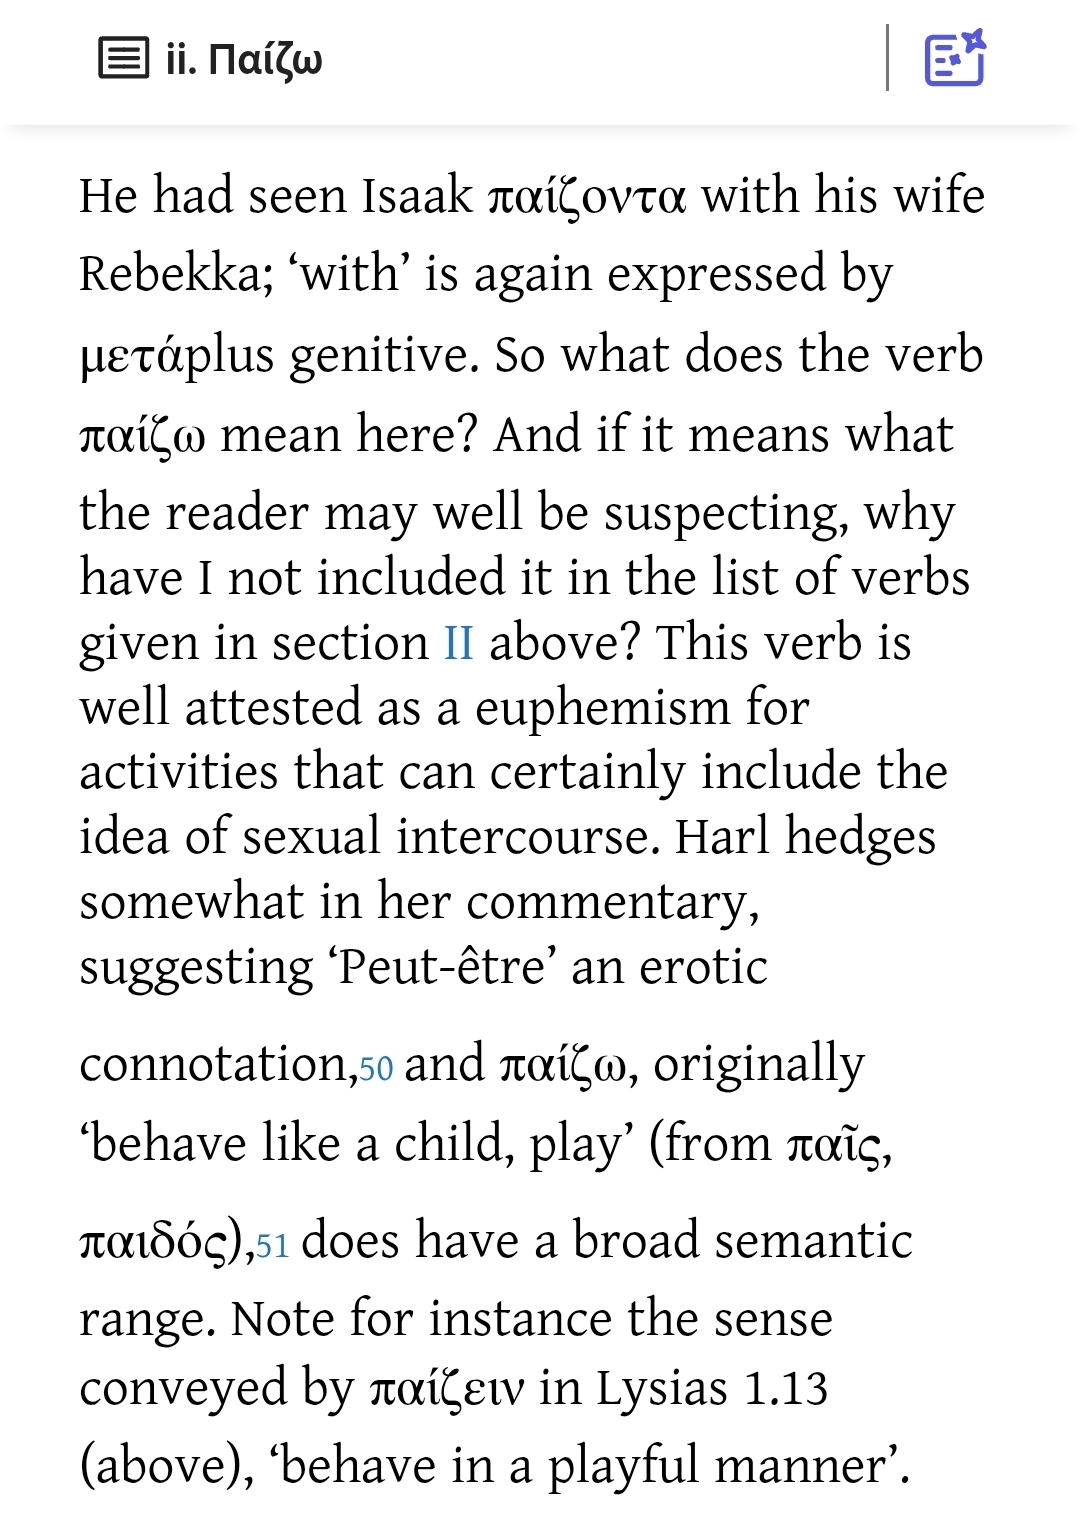 ii. Παίζω
He had seen Isaak παίζοντα with his wife
Rebekka; ‘with’ is again expressed by
μετάplus genitive. So what does the verb
παίζω mean here? And if it means what
the reader may well be suspecting, why
have I not included it in the list of verbs
given in section II above? This verb is
well attested as a euphemism for
activities that can certainly include the
idea of sexual intercourse. Harl hedges
somewhat in her commentary,
suggesting ‘Peut-être’ an erotic
connotation,50 and παίζω, originally
‘behave like a child, play’ (from παῖς,
παιδός),51 does have a broad semantic
range. Note for instance the sense
conveyed by παίζειν in Lysias 1.13
(above), ‘behave in a playful manner’.